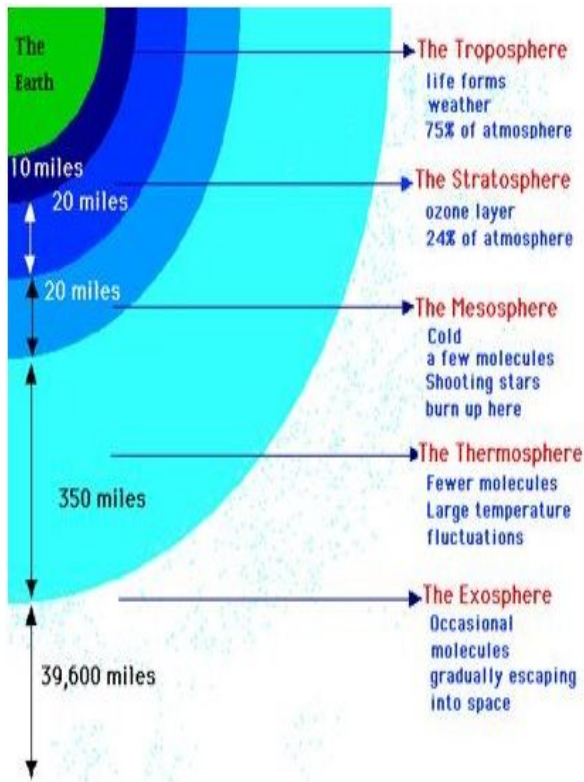 The
Earth
10 miles
20 miles
20 miles
350 miles
39,600 miles
The Troposphere
life forms
weather
75% of atmosphere
The Stratosphere
ozone layer
24% of atmosphere
The Mesosphere
Cold
a few molecules
Shooting stars
burn up here
The Thermosphere
Fewer molecules
Large temperature
fluctuations
The Exosphere
Occasional
molecules
gradually escaping
into space